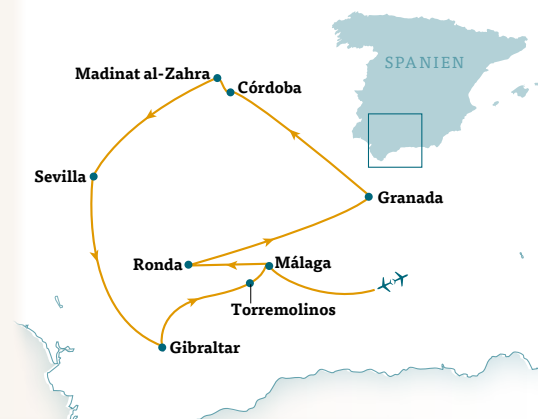 SPANIEN
Madinat al-Zahra
Córdoba
Sevilla
Granada
Ronda
Málaga
Torremolinos
Gibraltar